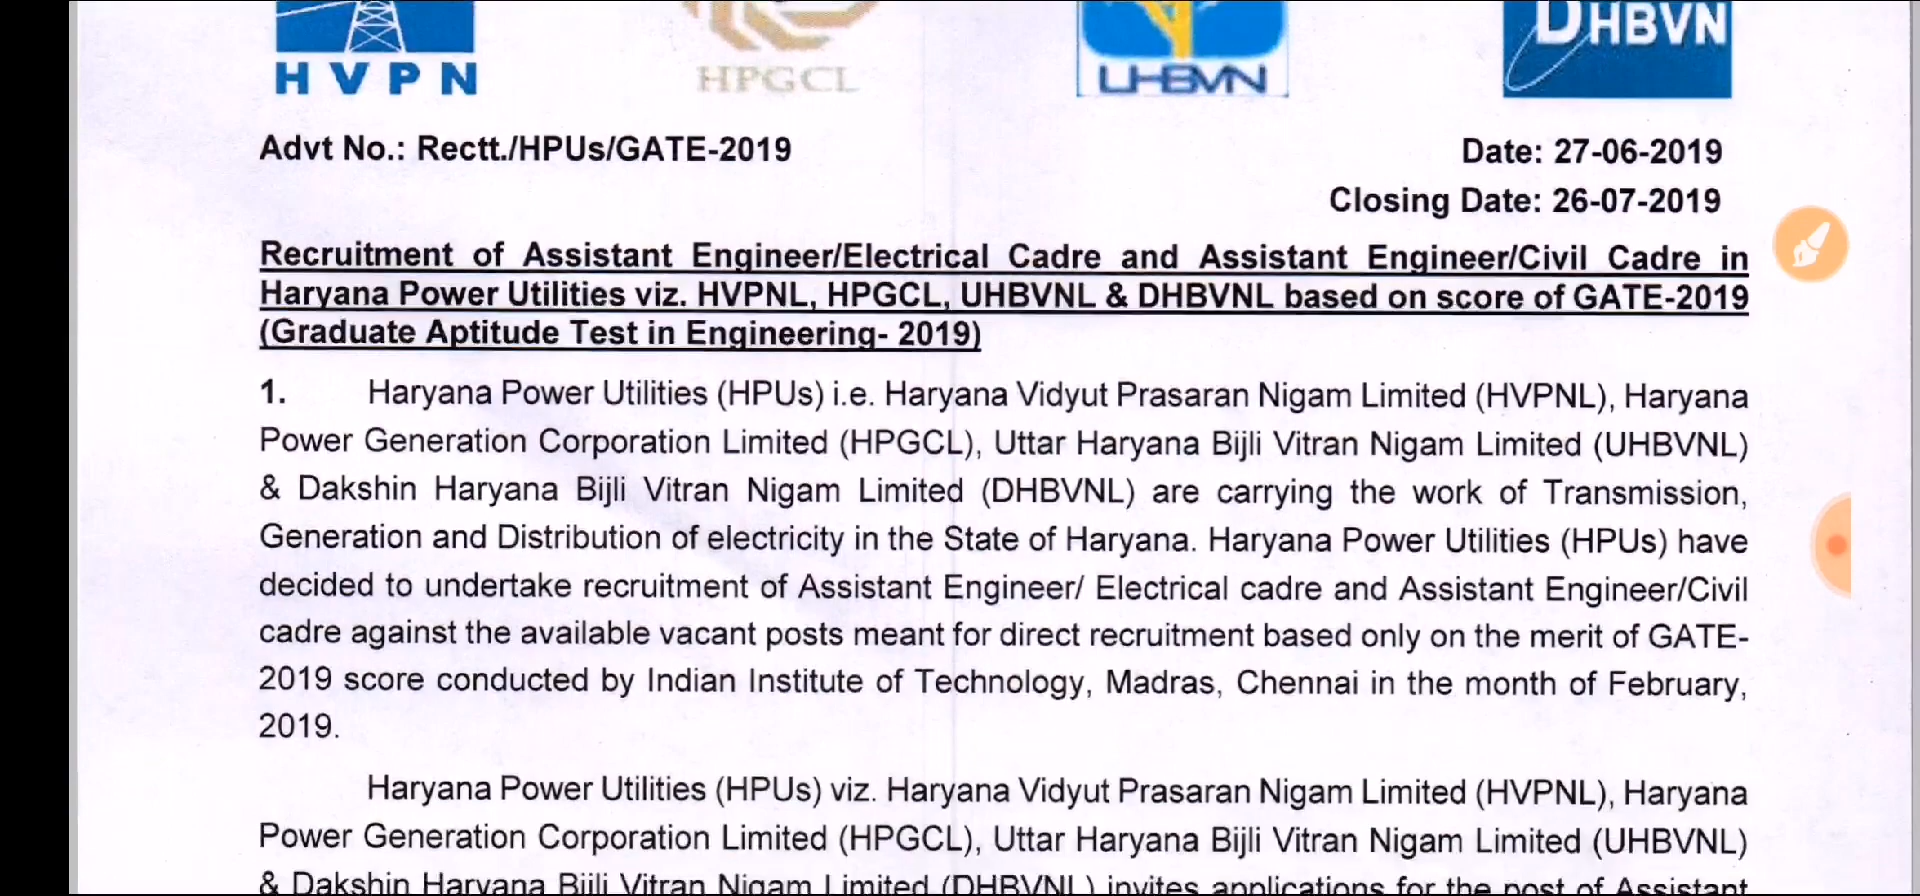 HVPN
HPGCL
UHBVN
DHBVN
Advt No.: Rectt./HPUs/GATE-2019
Date: 27-06-2019
Closing Date: 26-07-2019
Recruitment of Assistant Engineer/Electrical Cadre and Assistant Engineer/Civil Cadre in
Haryana Power Utilities viz. HVPNL, HPGCL, UHBVNL & DHBVNL based on score of GATE-2019
(Graduate Aptitude Test in Engineering- 2019)
1. Haryana Power Utilities (HPUs) i.e. Haryana Vidyut Prasaran Nigam Limited (HVPNL), Haryana
Power Generation Corporation Limited (HPGCL), Uttar Haryana Bijli Vitran Nigam Limited (UHBVNL)
& Dakshin Haryana Bijli Vitran Nigam Limited (DHBVNL) are carrying the work of Transmission,
Generation and Distribution of electricity in the State of Haryana. Haryana Power Utilities (HPUs) have
decided to undertake recruitment of Assistant Engineer/ Electrical cadre and Assistant Engineer/Civil
cadre against the available vacant posts meant for direct recruitment based only on the merit of GATE-
2019 score conducted by Indian Institute of Technology, Madras, Chennai in the month of February,
2019.
Haryana Power Utilities (HPUs) viz. Haryana Vidyut Prasaran Nigam Limited (HVPNL), Haryana
Power Generation Corporation Limited (HPGCL), Uttar Haryana Bijli Vitran Nigam Limited (UHBVNL)
& Dakshin Haryana Bijli Vitran Nigam Limited (DHBVNL) invites applications for the post of Assistant